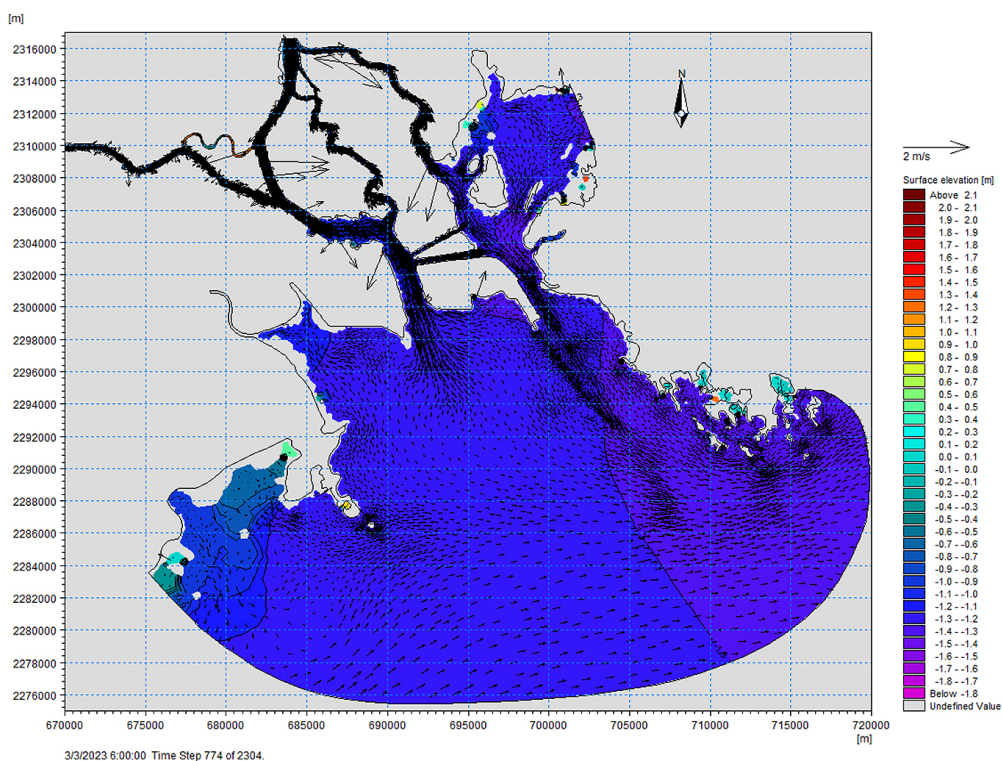 [m]
2316000
2314000
2312000
2310000
2308000
2306000
2304000
2302000
2300000
2298000
2296000
2294000
2292000
2290000
2288000
2286000
2284000
2282000
2280000
2278000
2276000
670000 675000 680000 685000 690000 695000 700000 705000 710000 715000 720000
[m]
N
2 m/s
Surface elevation [m]
Above 2.1
2.0 - 2.1
1.9 - 2.0
1.8 - 1.9
1.7 - 1.8
1.6 - 1.7
1.5 - 1.6
1.4 - 1.5
1.2 - 1.3
1.3 - 1.4
1.1 - 1.2
1.0 - 1.1
0.9 - 1.0
0.8 - 0.9
0.7 - 0.8
0.6 - 0.7
0.5 - 0.6
0.4 - 0.5
0.3 - 0.4
0.2 - 0.3
0.1 - 0.2
0.0 - 0.1
-0.1 - 0.0
-0.2 - -0.1
-0.3 - -0.2
-0.4 - -0.3
-0.5 - -0.4
-0.6 - -0.5
-0.7 - -0.6
-0.8 - -0.7
-0.9 - -0.8
-1.0 - -0.9
-1.1 - -1.0
-1.2 - -1.1
-1.3 - -1.2
-1.4 - -1.3
-1.5 - -1.4
-1.6 - -1.5
-1.7 - -1.6
-1.8 - -1.7
Below -1.8
Undefined Value
3/3/2023 6:00:00 Time Step 774 of 2304.